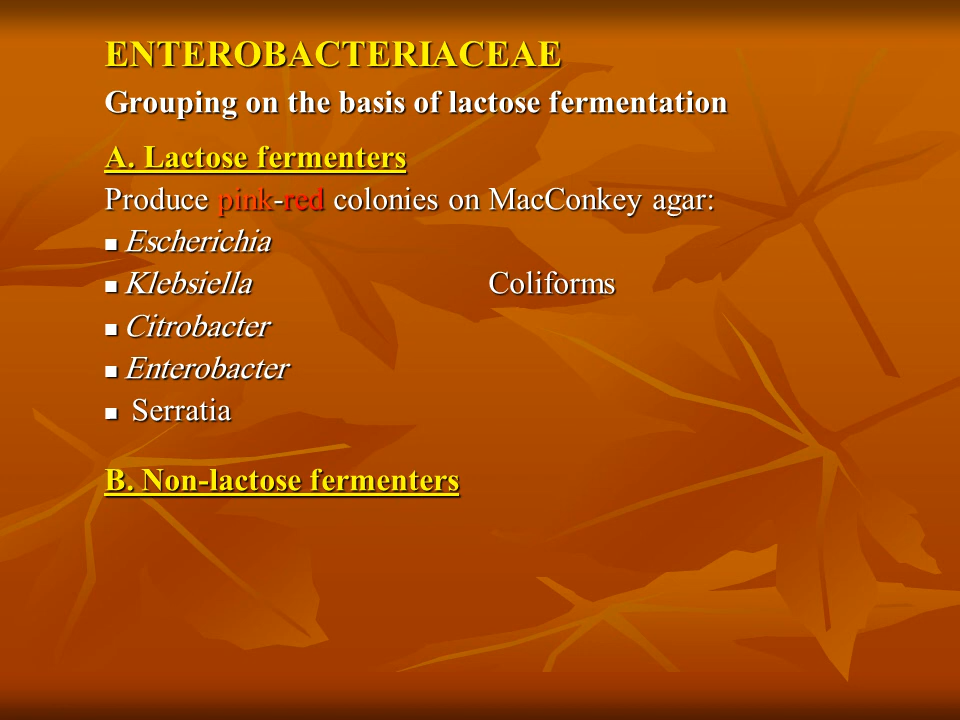 ENTEROBACTERIACEAE
Grouping on the basis of lactose fermentation
A. Lactose fermenters
Produce pink-red colonies on MacConkey agar:
■ Escherichia
■ Klebsiella Coliforms
■ Citrobacter
■ Enterobacter
■ Serratia
B. Non-lactose fermenters